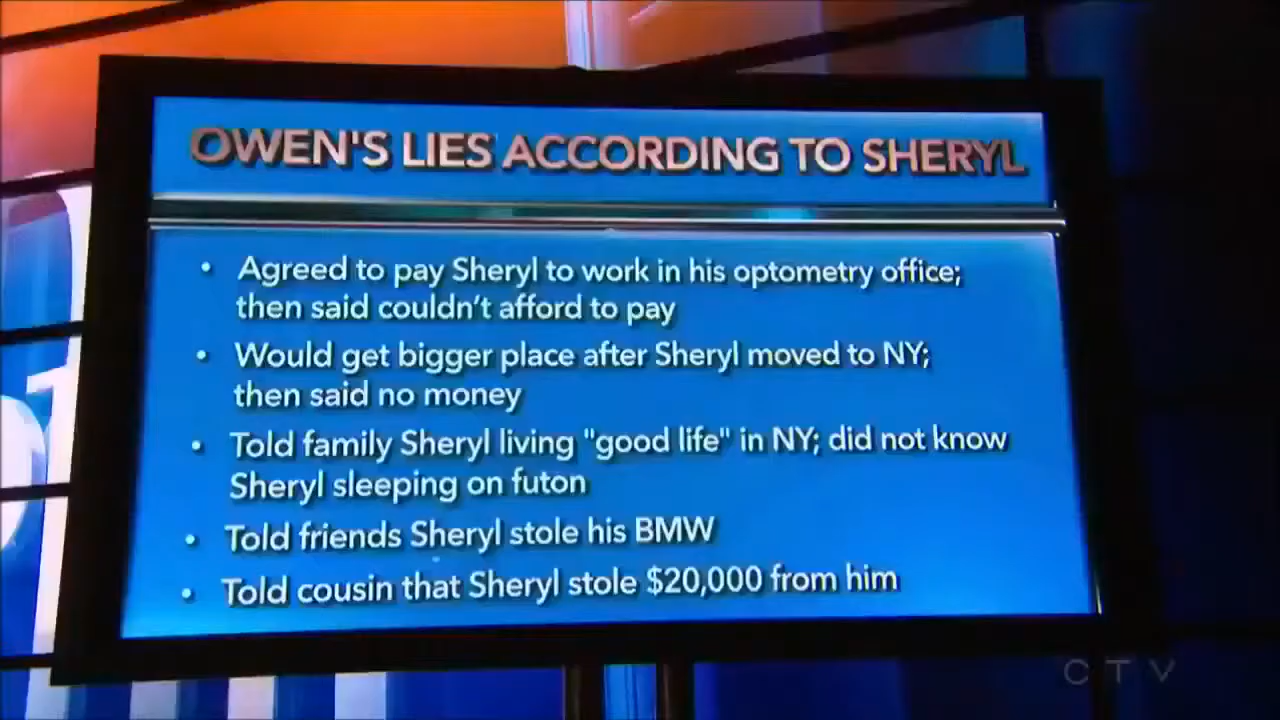 OWEN'S LIES ACCORDING TO SHERYL
• Agreed to pay Sheryl to work in his optometry office;
then said couldn't afford to pay
• Would get bigger place after Sheryl moved to NY;
then said no money
• Told family Sheryl living "good life" in NY; did not know
Sheryl sleeping on futon
• Told friends Sheryl stole his BMW
• Told cousin that Sheryl stole $20,000 from him
CTV